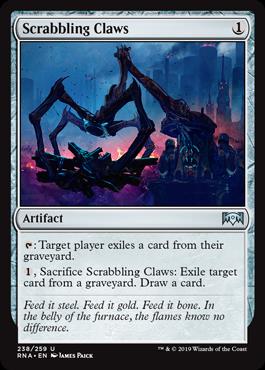 Scrabbling Claws 1
Artifact
: Target player exiles a card from their
graveyard.
1, Sacrifice Scrabbling Claws: Exile target
card from a graveyard. Draw a card.
Feed it steel. Feed it gold. Feed it bone. In
the belly of the furnace, the flames know no
difference.
238/259 U
RNA • EN JAMES PAICK
™ & © 2019 Wizards of the Coast